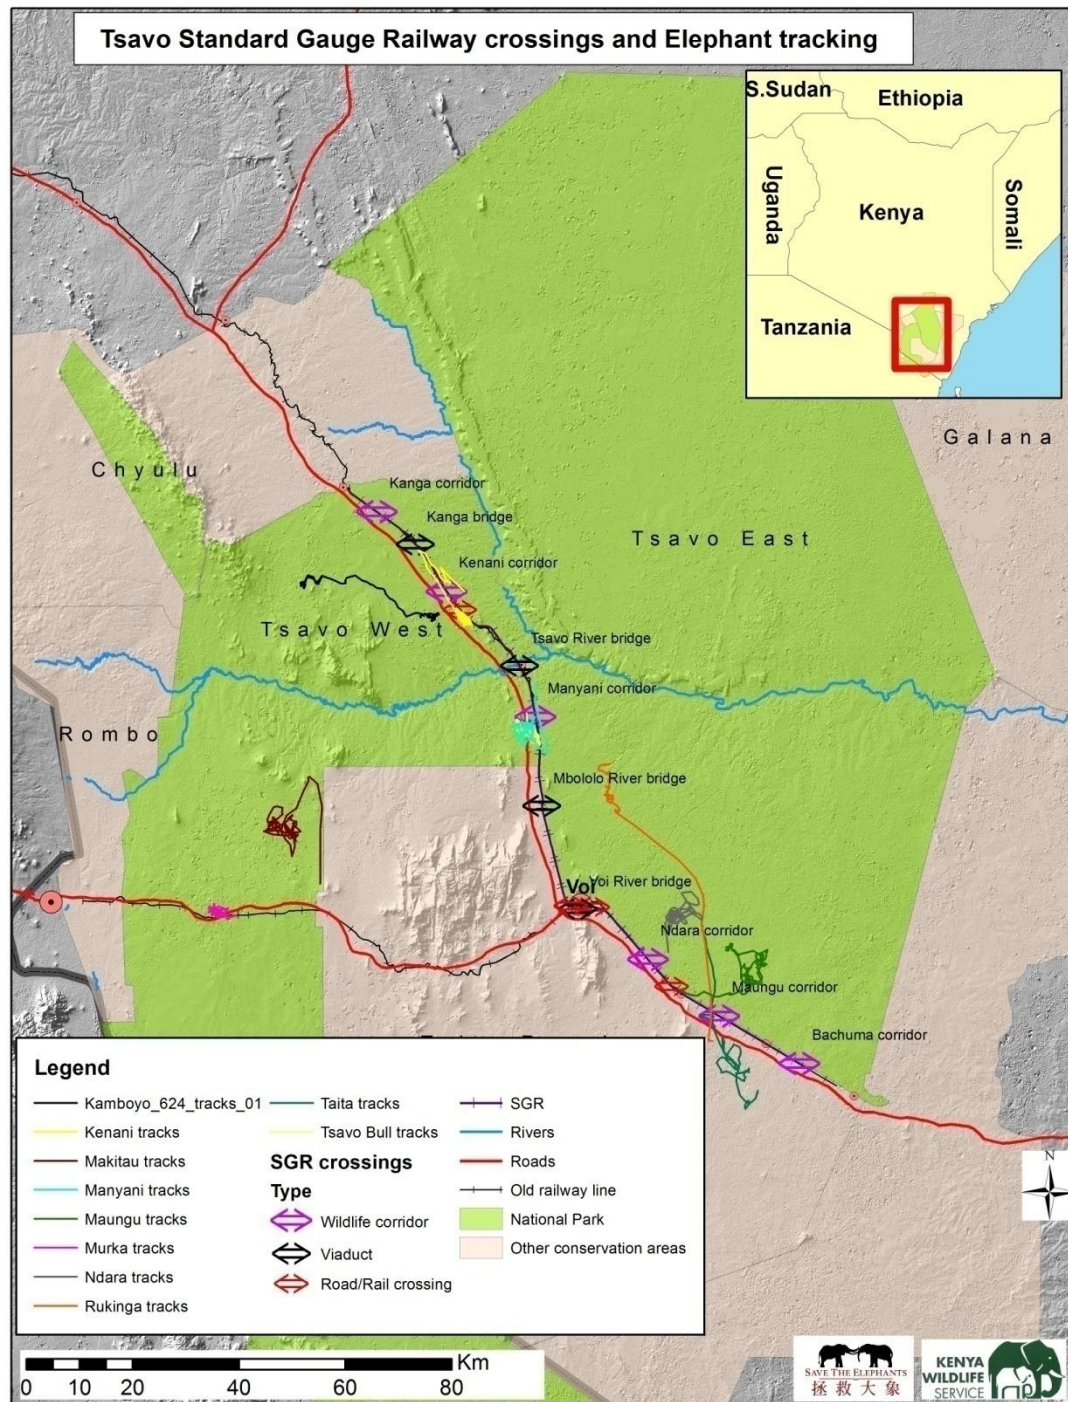 Tsavo Standard Gauge Railway crossings and Elephant tracking
S.Sudan
Ethiopia
Uganda
Kenya
Somali
Tanzania
Galana
Chyulu
Kanga corridor
Kanga bridge
Tsavo East
Kenani corridor
Tsavo West
Tsavo River bridge
Manyani corridor
Rombo
Mbololo River bridge
Voi
Voi River bridge
Ndara corridor
Maungu corridor
Bachuma corridor
Legend
Kamboyo_624_tracks_01
Kenani tracks
Makitau tracks
Manyani tracks
Maungu tracks
Murka tracks
Ndara tracks
Rukinga tracks
Taita tracks
Tsavo Bull tracks
SGR crossings
Type
Wildlife corridor
Viaduct
Road/Rail crossing
SGR
Rivers
Roads
Old railway line
National Park
Other conservation areas
N
Km
0 10 20 40 60 80
SAVE THE ELEPHANTS
拯救大象
KENYA
WILDLIFE
SERVICE